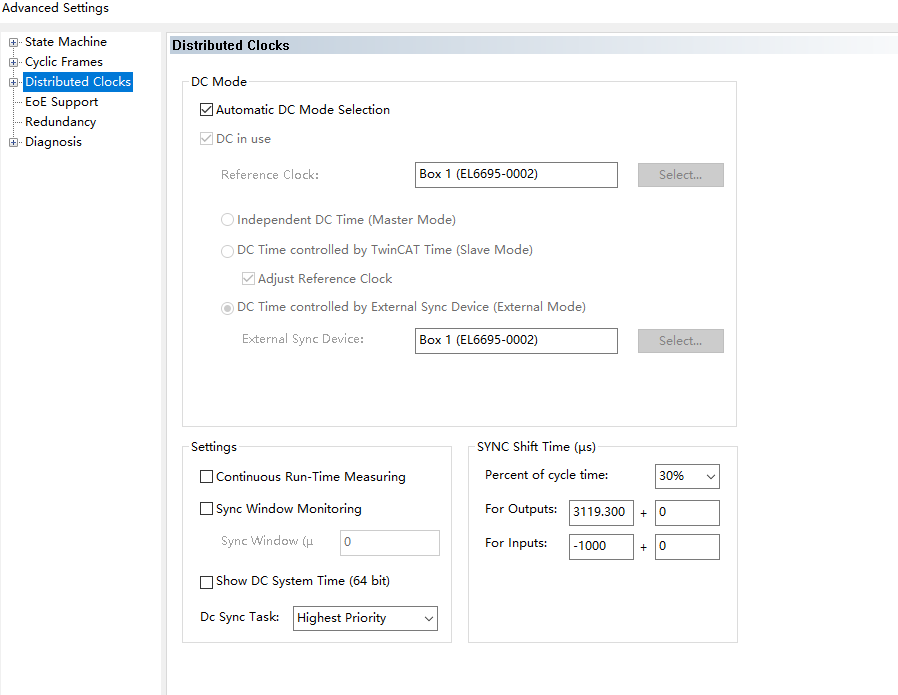 Advanced Settings
State Machine
Cyclic Frames
Distributed Clocks
EoE Support
Redundancy
Diagnosis
Distributed Clocks
DC Mode
Automatic DC Mode Selection
DC in use
Reference Clock: Box 1 (EL6695-0002) Select...
Independent DC Time (Master Mode)
DC Time controlled by TwinCAT Time (Slave Mode)
Adjust Reference Clock
DC Time controlled by External Sync Device (External Mode)
External Sync Device: Box 1 (EL6695-0002) Select...
Settings
Continuous Run-Time Measuring
Sync Window Monitoring
Sync Window (µ 0
Show DC System Time (64 bit)
Dc Sync Task: Highest Priority
SYNC Shift Time (µs)
Percent of cycle time: 30%
For Outputs: 3119.300 + 0
For Inputs: -1000 + 0